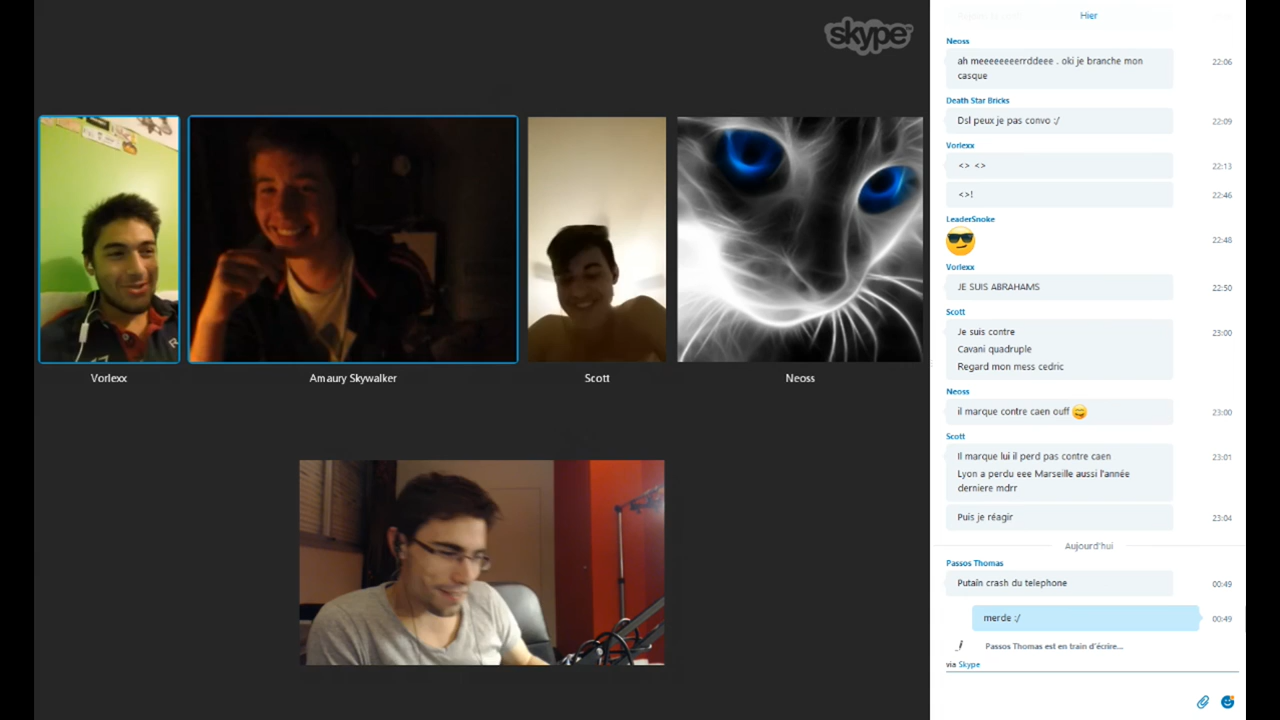 skype
Vorlexx
Amaury Skywalker
Scott
Neoss
Hier
Neoss
ah meeeeeeeerrddeee . oki je branche mon
casque
22:06
Death Star Bricks
Dsl peux je pas convo :/
22:09
Vorlexx
<> <>
22:13
<>!
22:46
LeaderSnoke
22:48
Vorlexx
JE SUIS ABRAHAMS
22:50
Scott
Je suis contre
23:00
Cavani quadruple
Regard mon mess cedric
Neoss
il marque contre caen ouff
23:00
Scott
Il marque lui il perd pas contre caen
23:01
Lyon a perdu eee Marseille aussi l'année
derniere mdrr
Puis je réagir
23:04
Aujourd'hui
Passos Thomas
Putain crash du telephone
00:49
merde :/
00:49
Passos Thomas est en train d'écrire...
via Skype